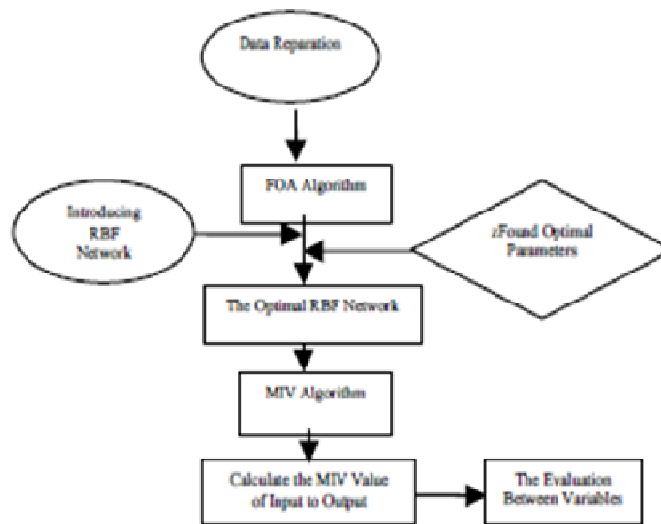 Data Reparation
FOA Algorithm
Introducing
RBF
Network
rFound Optimal
Parameters
The Optimal RBF Network
MIV Algorithm
Calculate the MIV Value
of Input to Output
The Evaluation
Between Variables